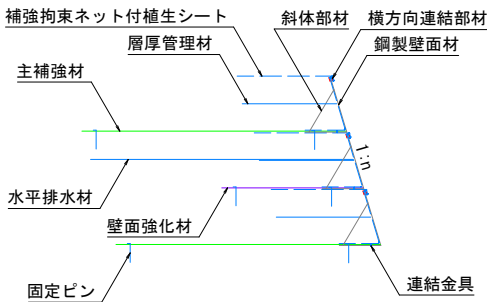 補強拘束ネット付植生シート
斜体部材
横方向連結部材
層厚管理材
鋼製壁面材
主補強材
1:n
水平排水材
壁面強化材
固定ピン
連結金具